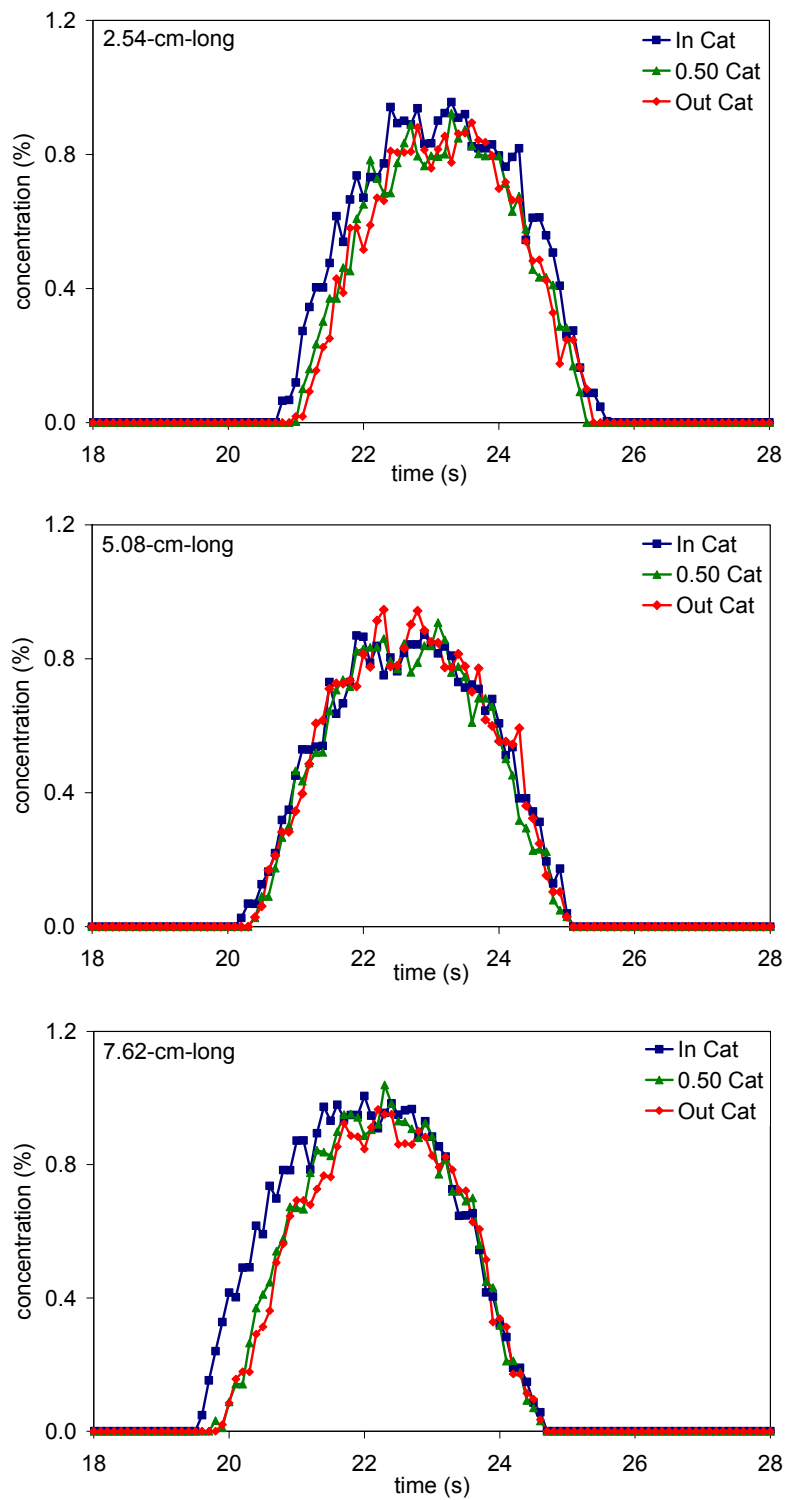 2.54-cm-long
In Cat
0.50 Cat
Out Cat
concentration (%)
1.2
0.8
0.4
0.0
18 20 22 24 26 28
time (s)
5.08-cm-long
In Cat
0.50 Cat
Out Cat
concentration (%)
1.2
0.8
0.4
0.0
18 20 22 24 26 28
time (s)
7.62-cm-long
In Cat
0.50 Cat
Out Cat
concentration (%)
1.2
0.8
0.4
0.0
18 20 22 24 26 28
time (s)